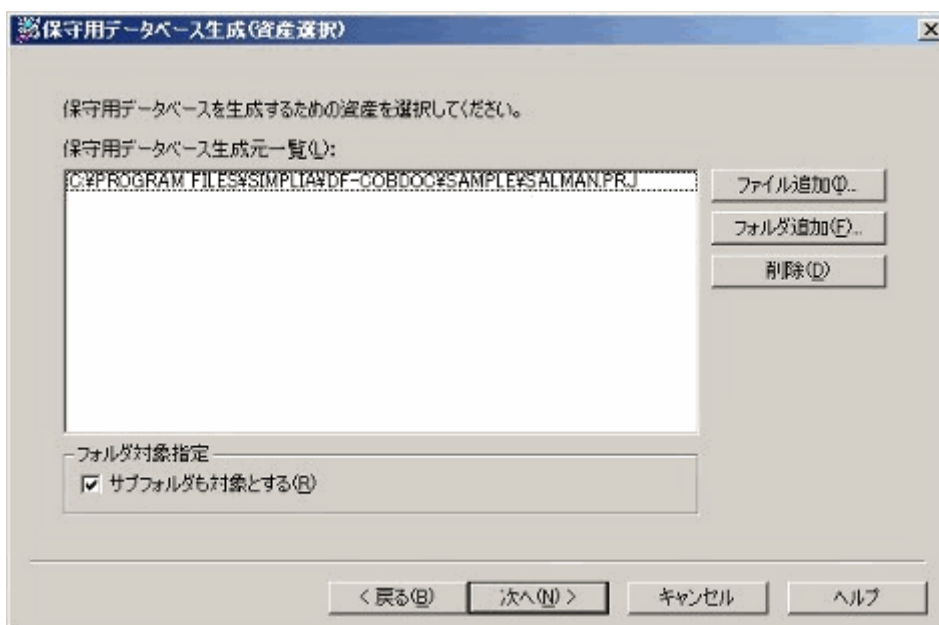 保守用データベース生成(資産選択)
保守用データベースを生成するための資産を選択してください。
保守用データベース生成元一覧(L):
C:¥PROGRAM FILES¥SIMPLIA¥DF-COBDOC¥SAMPLE¥SALMAN.PRJ
ファイル追加(I)...
フォルダ追加(F)...
削除(D)
フォルダ対象指定
サブフォルダも対象とする(R)
< 戻る(B)
次へ(N) >
キャンセル
ヘルプ